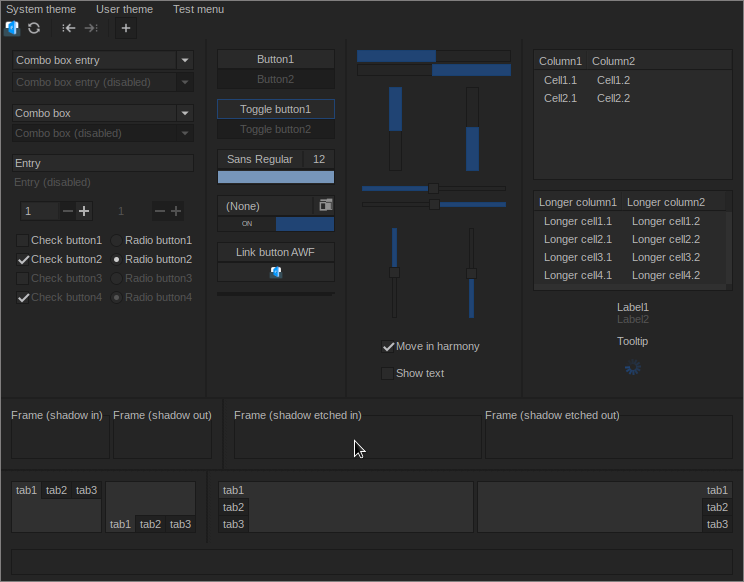 System theme User theme Test menu
Combo box entry
Combo box entry (disabled)
Combo box
Combo box (disabled)
Entry
Entry (disabled)
1 1
Check button1 Radio button1
Check button2 Radio button2
Check button3 Radio button3
Check button4 Radio button4
Button1
Button2
Toggle button1
Toggle button2
Sans Regular 12
(None)
ON
Link button AWF
Move in harmony
Show text
Column1 Column2
Cell1.1 Cell1.2
Cell2.1 Cell2.2
Longer column1 Longer column2
Longer cell1.1 Longer cell1.2
Longer cell2.1 Longer cell2.2
Longer cell3.1 Longer cell3.2
Longer cell4.1 Longer cell4.2
Label1
Label2
Tooltip
Frame (shadow in) Frame (shadow out) Frame (shadow etched in) Frame (shadow etched out)
tab1 tab2 tab3
tab1 tab2 tab3
tab1
tab2
tab3
tab1
tab2
tab3